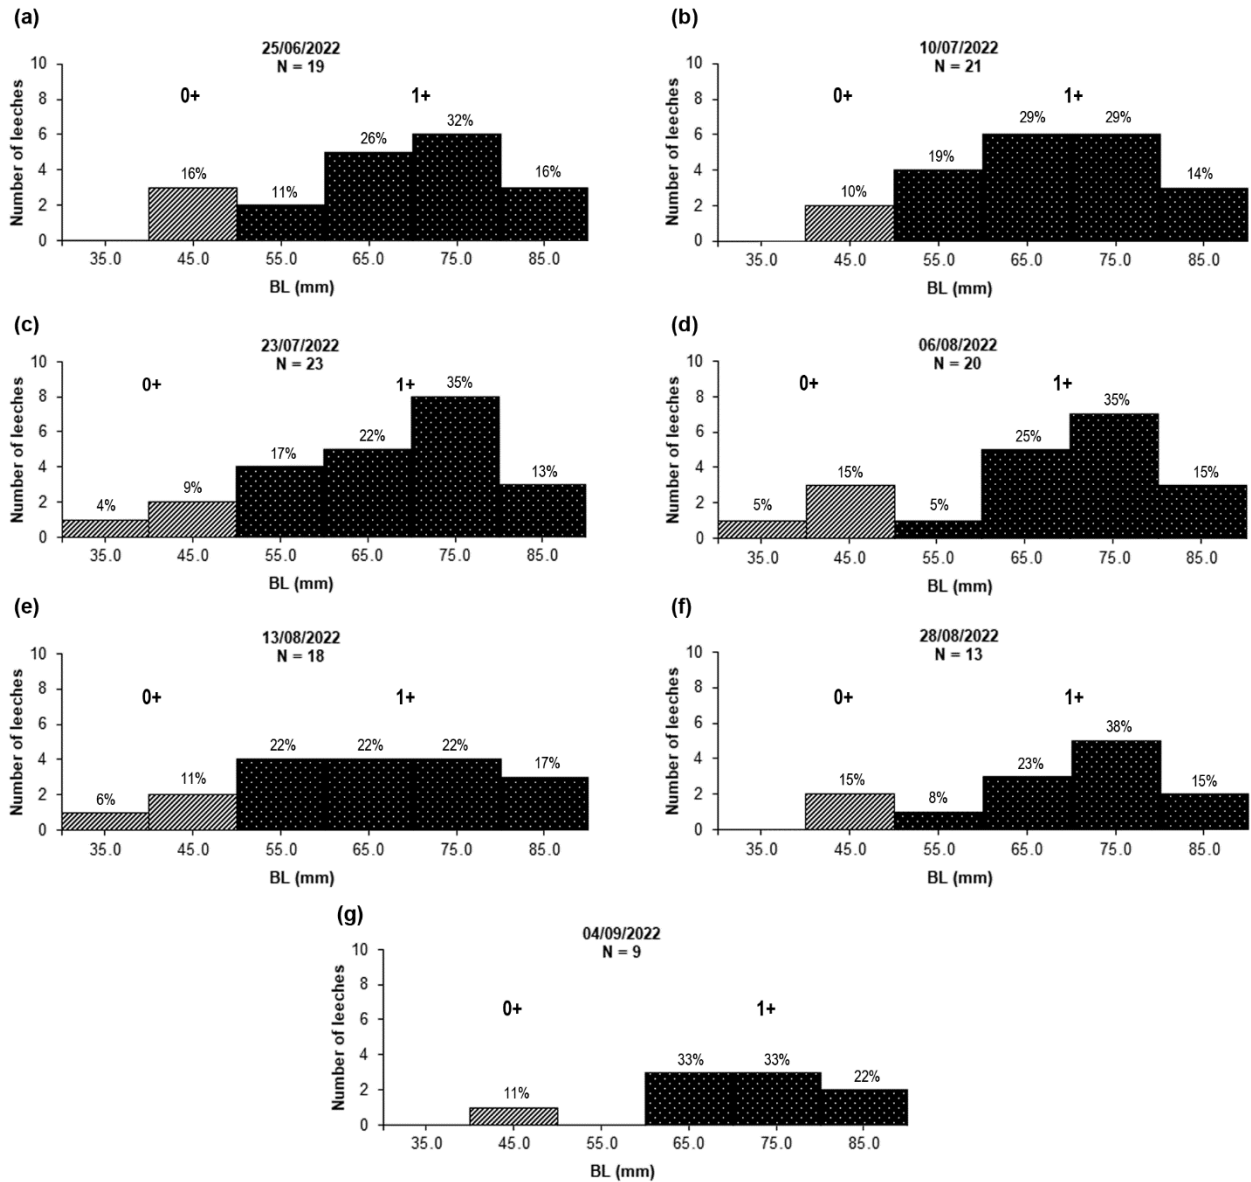 (a)
25/06/2022
N = 19
Number of leeches
10
8
6
4
2
0
0+
1+
16%
11%
26%
32%
16%
35.0 45.0 55.0 65.0 75.0 85.0
BL (mm)
(b)
10/07/2022
N = 21
Number of leeches
10
8
6
4
2
0
0+
1+
10%
19%
29%
29%
14%
35.0 45.0 55.0 65.0 75.0 85.0
BL (mm)
(c)
23/07/2022
N = 23
Number of leeches
10
8
6
4
2
0
0+
1+
4%
9%
17%
22%
35%
13%
35.0 45.0 55.0 65.0 75.0 85.0
BL (mm)
(d)
06/08/2022
N = 20
Number of leeches
10
8
6
4
2
0
0+
1+
5%
15%
5%
25%
35%
15%
35.0 45.0 55.0 65.0 75.0 85.0
BL (mm)
(e)
13/08/2022
N = 18
Number of leeches
10
8
6
4
2
0
0+
1+
6%
11%
22%
22%
22%
17%
35.0 45.0 55.0 65.0 75.0 85.0
BL (mm)
(f)
28/08/2022
N = 13
Number of leeches
10
8
6
4
2
0
0+
1+
15%
8%
23%
38%
15%
35.0 45.0 55.0 65.0 75.0 85.0
BL (mm)
(g)
04/09/2022
N = 9
Number of leeches
10
8
6
4
2
0
0+
1+
11%
33%
33%
22%
35.0 45.0 55.0 65.0 75.0 85.0
BL (mm)